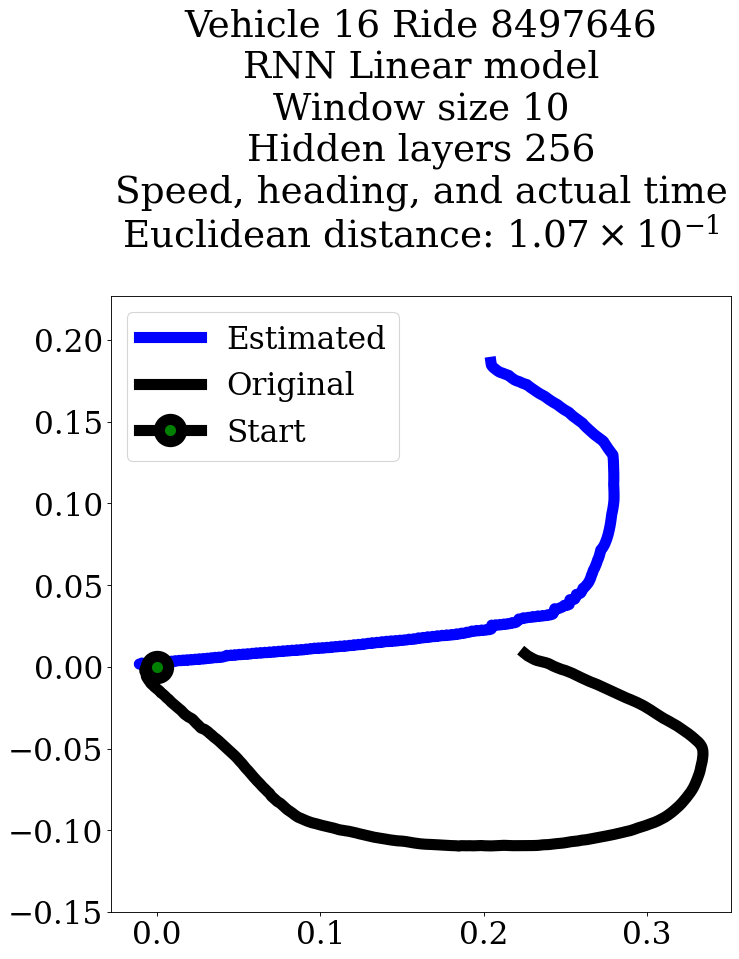 Vehicle 16 Ride 8497646
RNN Linear model
Window size 10
Hidden layers 256
Speed, heading, and actual time
Euclidean distance: 1.07 × 10⁻¹
Estimated
Original
Start
0.20
0.15
0.10
0.05
0.00
−0.05
−0.10
−0.15
0.0 0.1 0.2 0.3